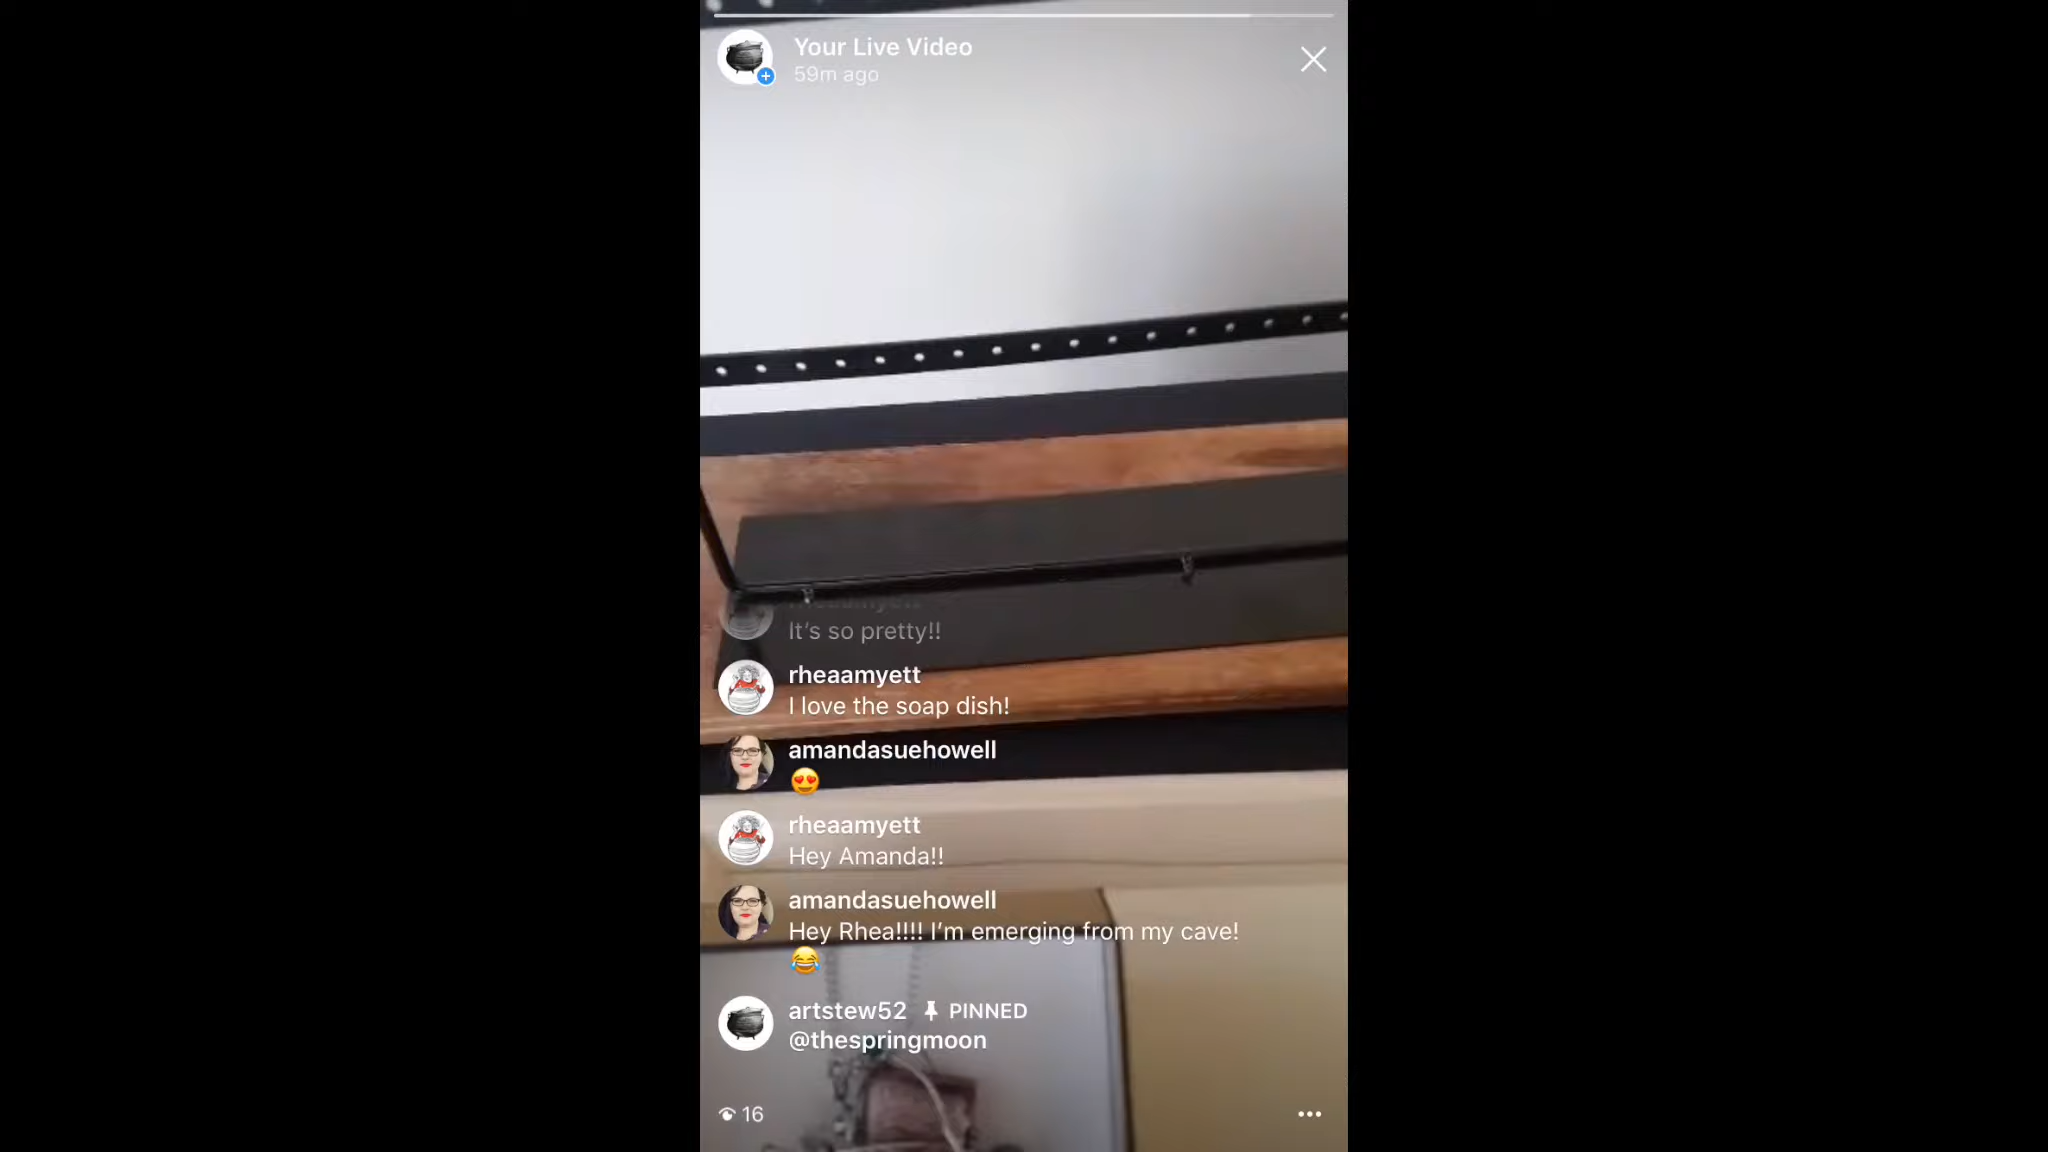 Your Live Video
59m ago
It's so pretty!!
rheaamyett
I love the soap dish!
amandasuehowell
😍
rheaamyett
Hey Amanda!!
amandasuehowell
Hey Rhea!!!! I'm emerging from my cave!
😂
artstew52 PINNED
@thespringmoon
16